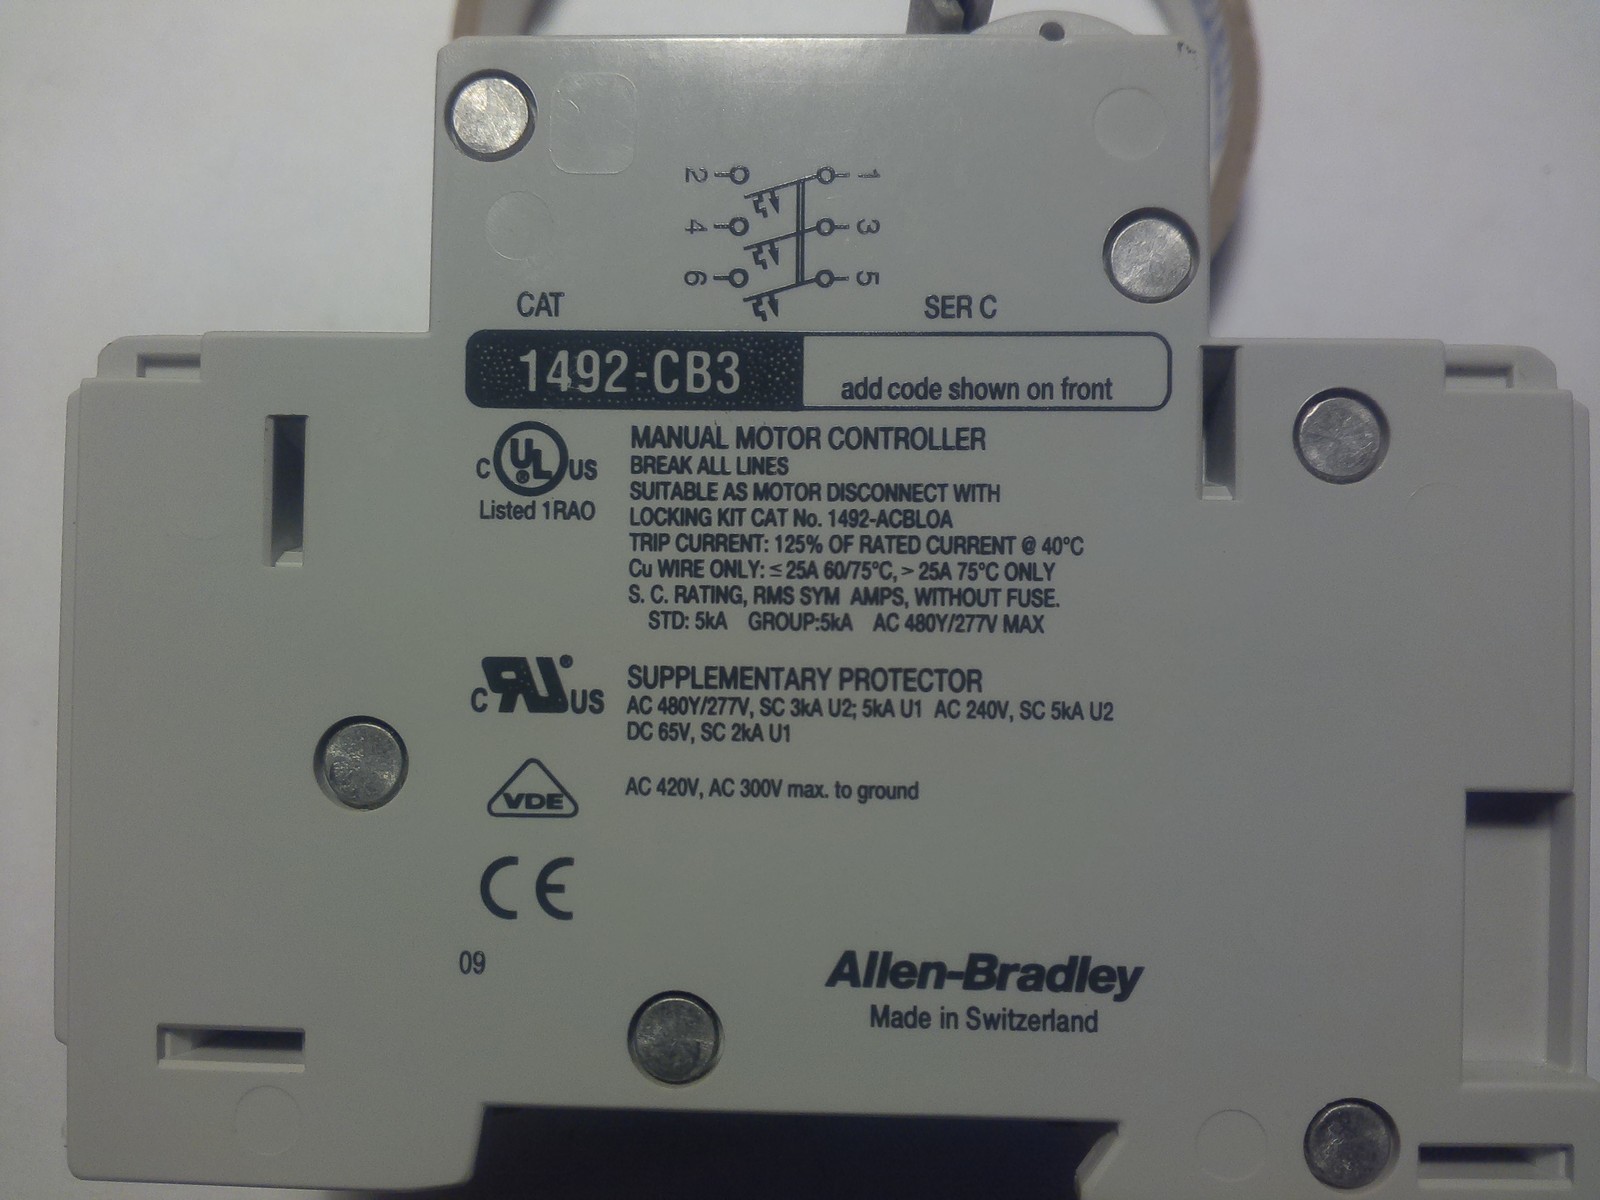 2 1
4 3
6 5
CAT SER C
1492-CB3 add code shown on front
C UL ® US
Listed 1RAO
MANUAL MOTOR CONTROLLER
BREAK ALL LINES
SUITABLE AS MOTOR DISCONNECT WITH
LOCKING KIT CAT No. 1492-ACBLOA
TRIP CURRENT: 125% OF RATED CURRENT @ 40°C
Cu WIRE ONLY: ≤ 25A 60/75°C, > 25A 75°C ONLY
S. C. RATING, RMS SYM AMPS, WITHOUT FUSE.
STD: 5kA GROUP:5kA AC 480Y/277V MAX
C RU ® US
SUPPLEMENTARY PROTECTOR
AC 480Y/277V, SC 3kA U2; 5kA U1 AC 240V, SC 5kA U2
DC 65V, SC 2kA U1
VDE
AC 420V, AC 300V max. to ground
CE
09
Allen-Bradley
Made in Switzerland